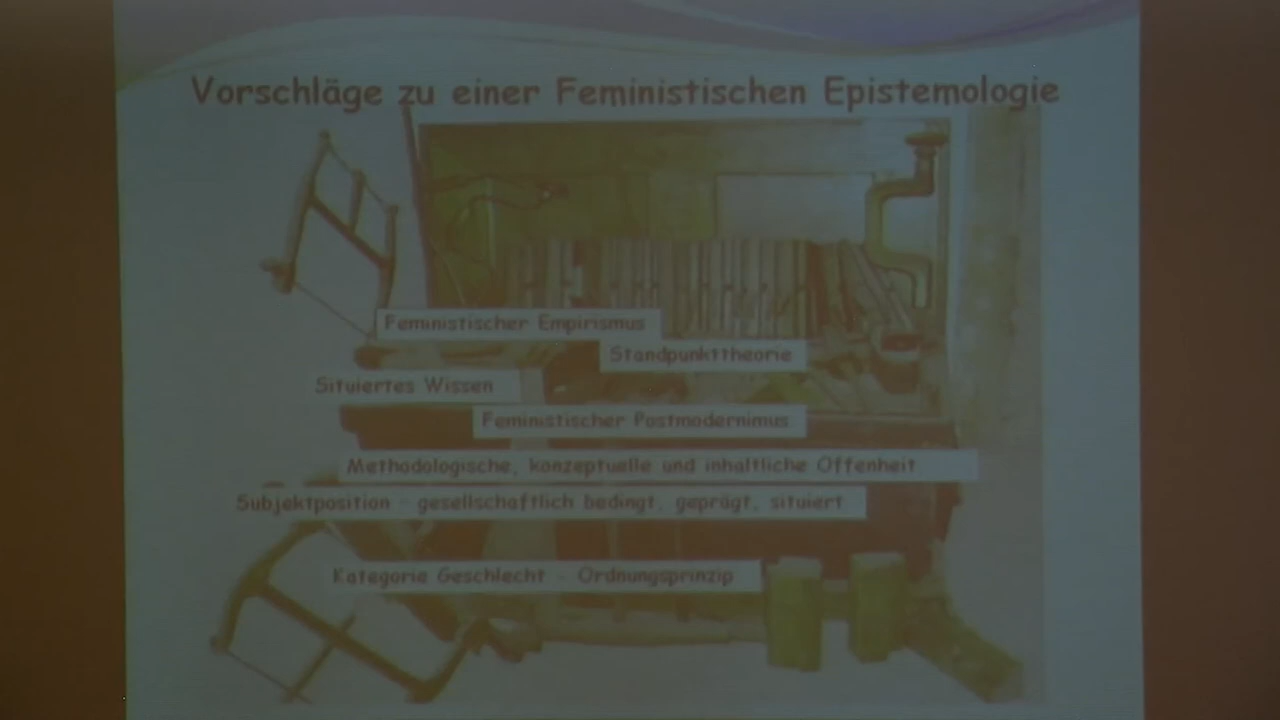 Vorschläge zu einer Feministischen Epistemologie
Feministischer Empirismus
Standpunkttheorie
Situiertes Wissen
Feministischer Postmodernimus
Methodologische, konzeptuelle und inhaltliche Offenheit
Subjektposition - gesellschaftlich bedingt, geprägt, situiert
Kategorie Geschlecht - Ordnungsprinzip